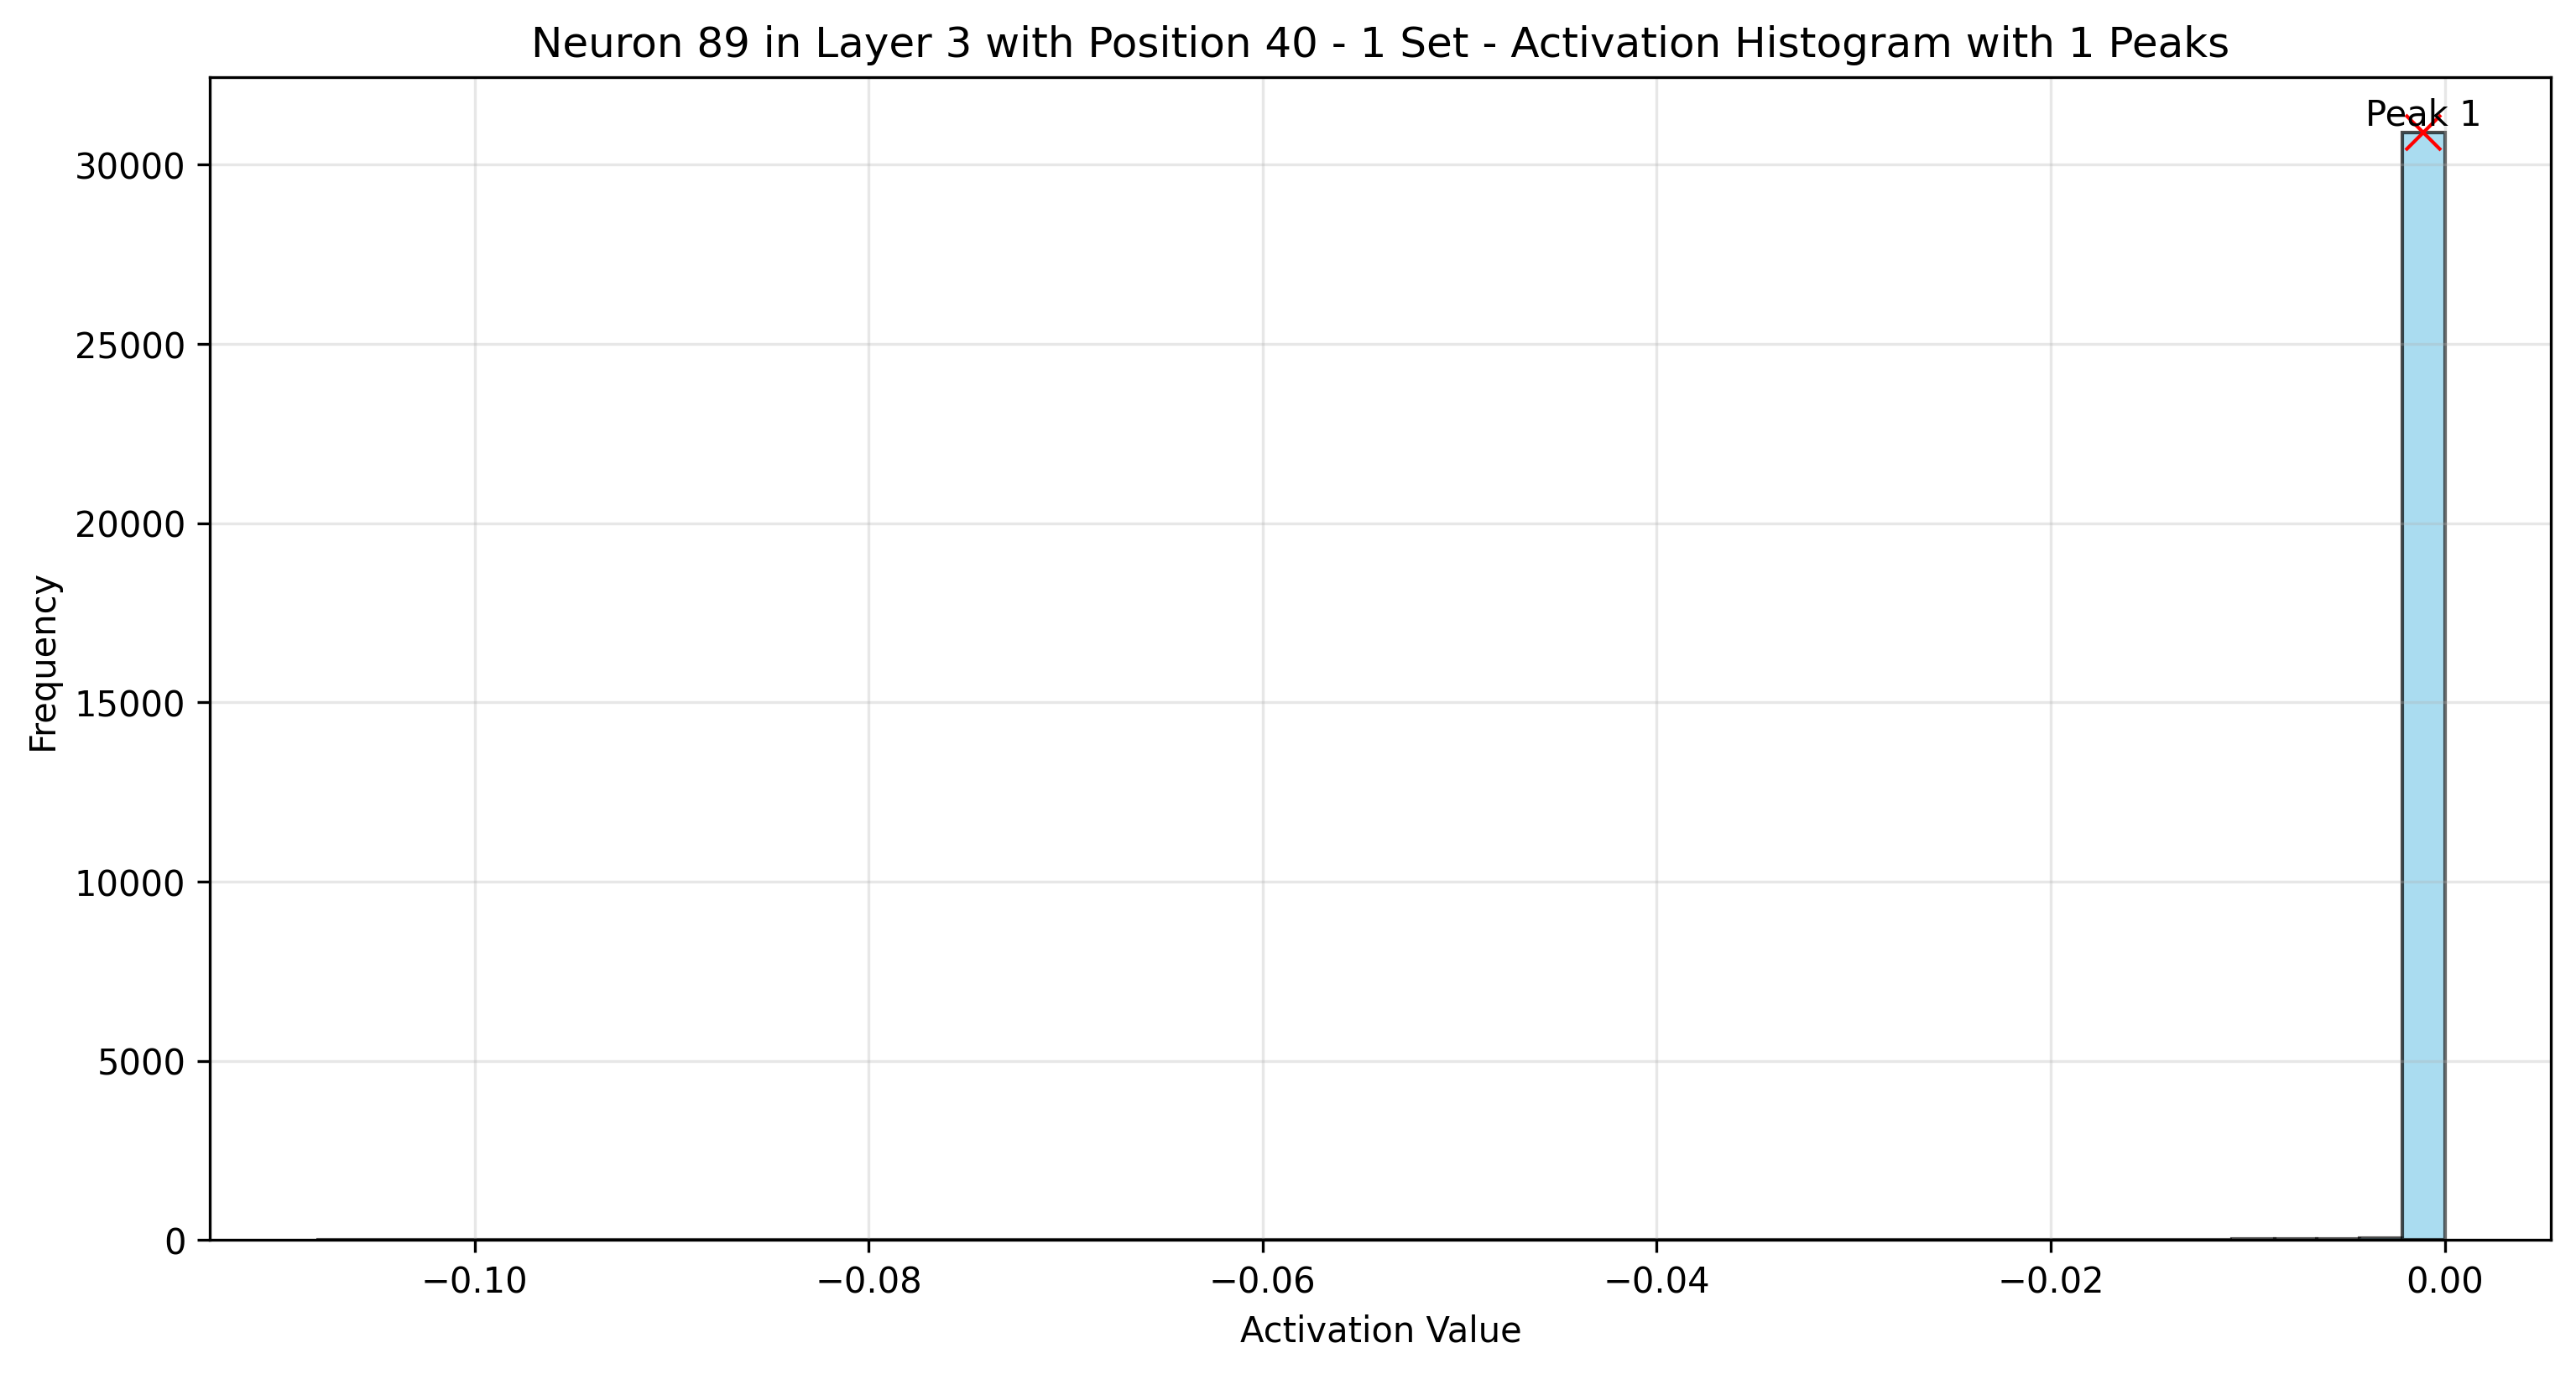 Neuron 89 in Layer 3 with Position 40 - 1 Set - Activation Histogram with 1 Peaks
Peak 1
30000
25000
20000
15000
10000
5000
0
Frequency
−0.10 −0.08 −0.06 −0.04 −0.02 0.00
Activation Value